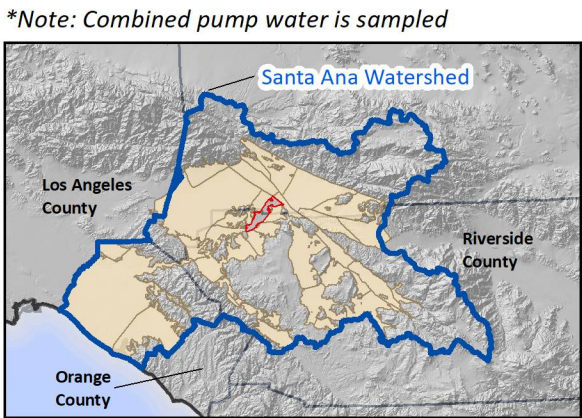 *Note: Combined pump water is sampled
Santa Ana Watershed
Los Angeles
County
Riverside
County
Orange
County